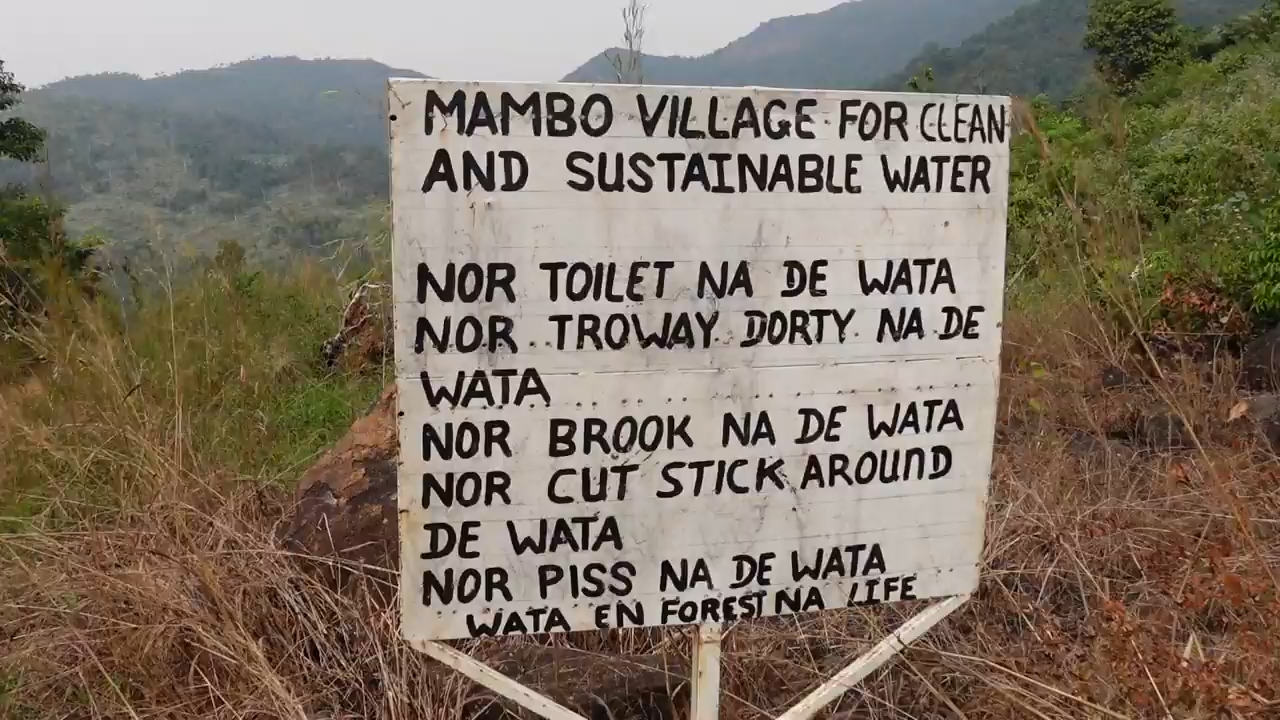 MAMBO VILLAGE FOR CLEAN
AND SUSTAINABLE WATER
NOR TOILET NA DE WATA
NOR TROWAY DORTY NA DE
WATA
NOR BROOK NA DE WATA
NOR CUT STICK AROUND
DE WATA
NOR PISS NA DE WATA
WATA EN FOREST NA LIFE